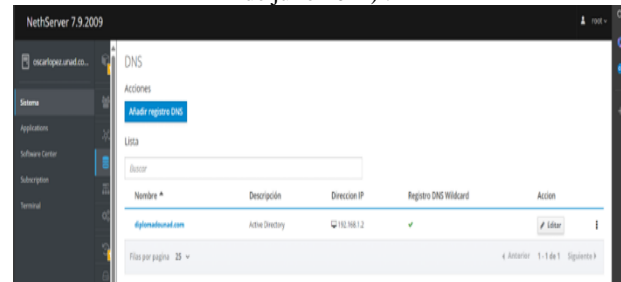 NethServer 7.9.2009
root
oscarlopez.unad.co...
DNS
Acciones
Sistema
Añadir registro DNS
Applications
Lista
Software Center
Buscar
Subscription
Nombre Descripción Direccion IP Registro DNS Wildcard Accion
Terminal
diplomadounad.com Active Directory 192.168.1.2 Editar
Filas por pagina 25 Anterior 1-1 de 1 Siguiente